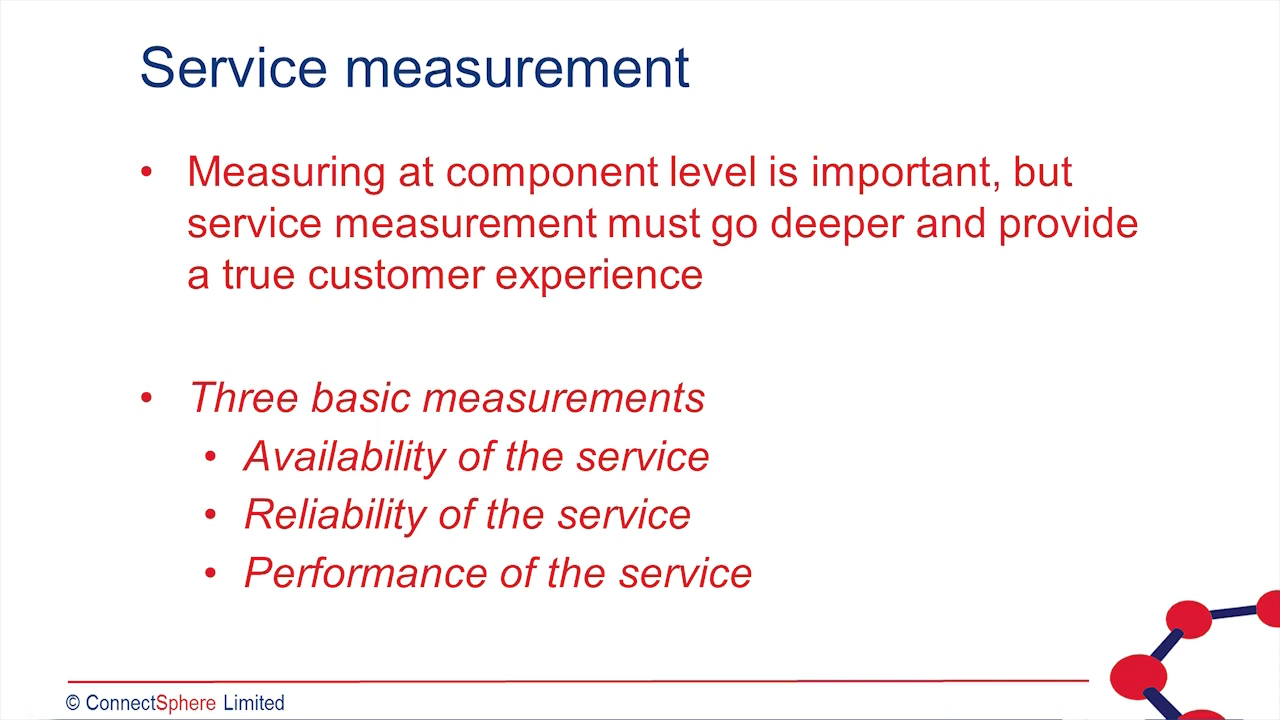 Service measurement
• Measuring at component level is important, but
service measurement must go deeper and provide
a true customer experience
• Three basic measurements
• Availability of the service
• Reliability of the service
• Performance of the service
© ConnectSphere Limited